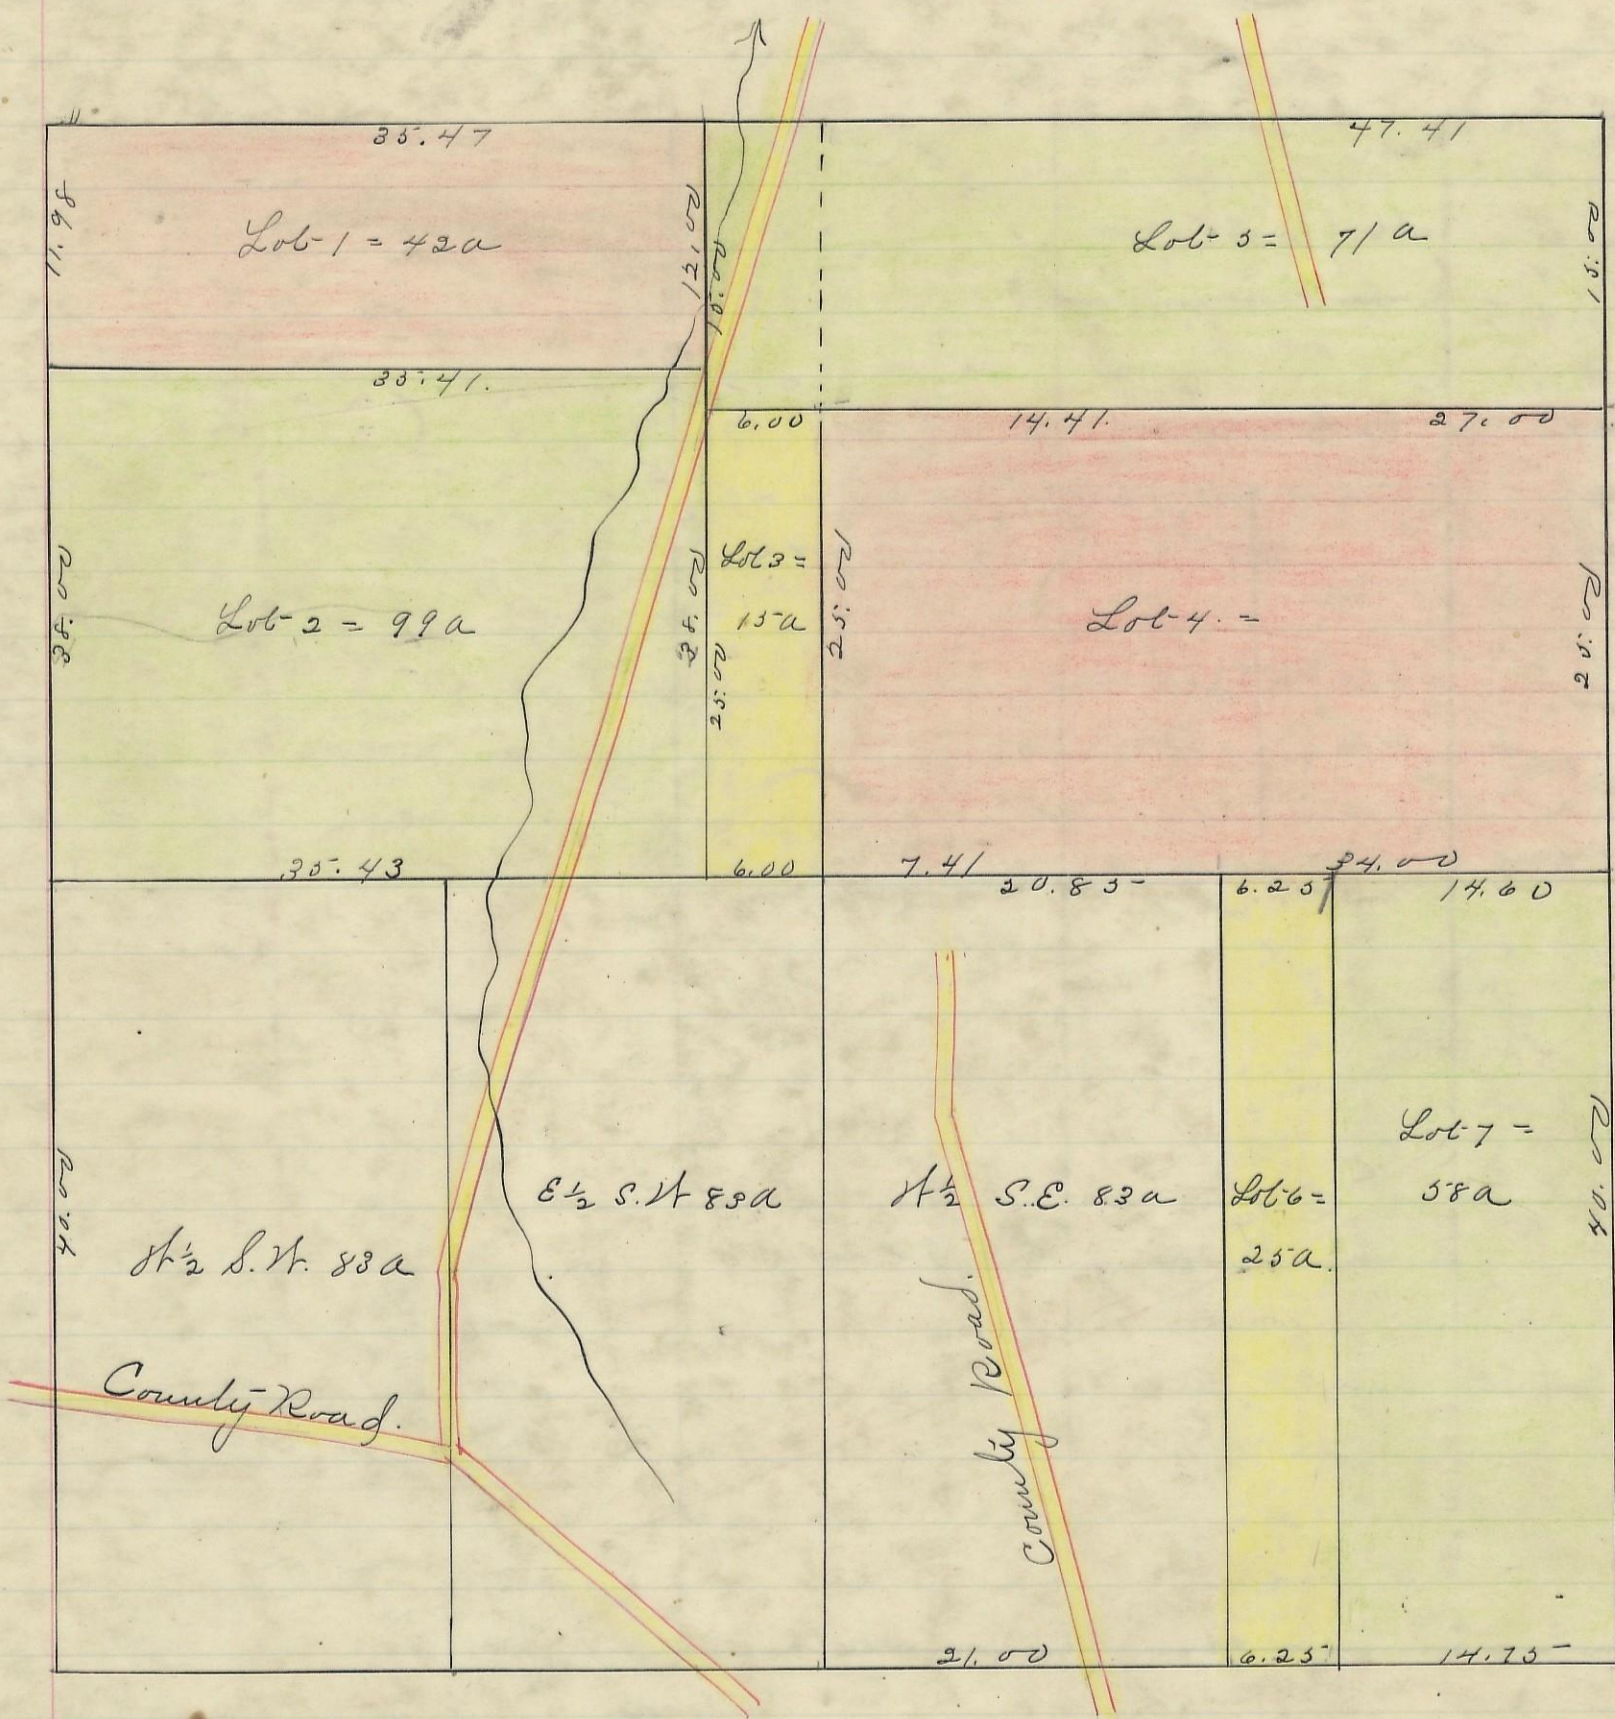 35.47
47.41
11.98
Lot 1 = 42a
12.00
15.00
Lot 5 = 71 a
15.00
35.41.
6.00
14.41.
27.00
28.00
Lot 2 = 99a
28.00
Lot 3 =
15a
25.00
25.00
Lot 4. =
25.00
35.43
6.00
7.41
34.00
20.85
6.25
14.60
40.00
W½ S.W. 83a
E½ S.W 83a
W½ S.E. 83a
Lot 6 =
25a.
Lot 7 =
58a
40.00
County Road.
County Road.
21.00
6.25
14.75